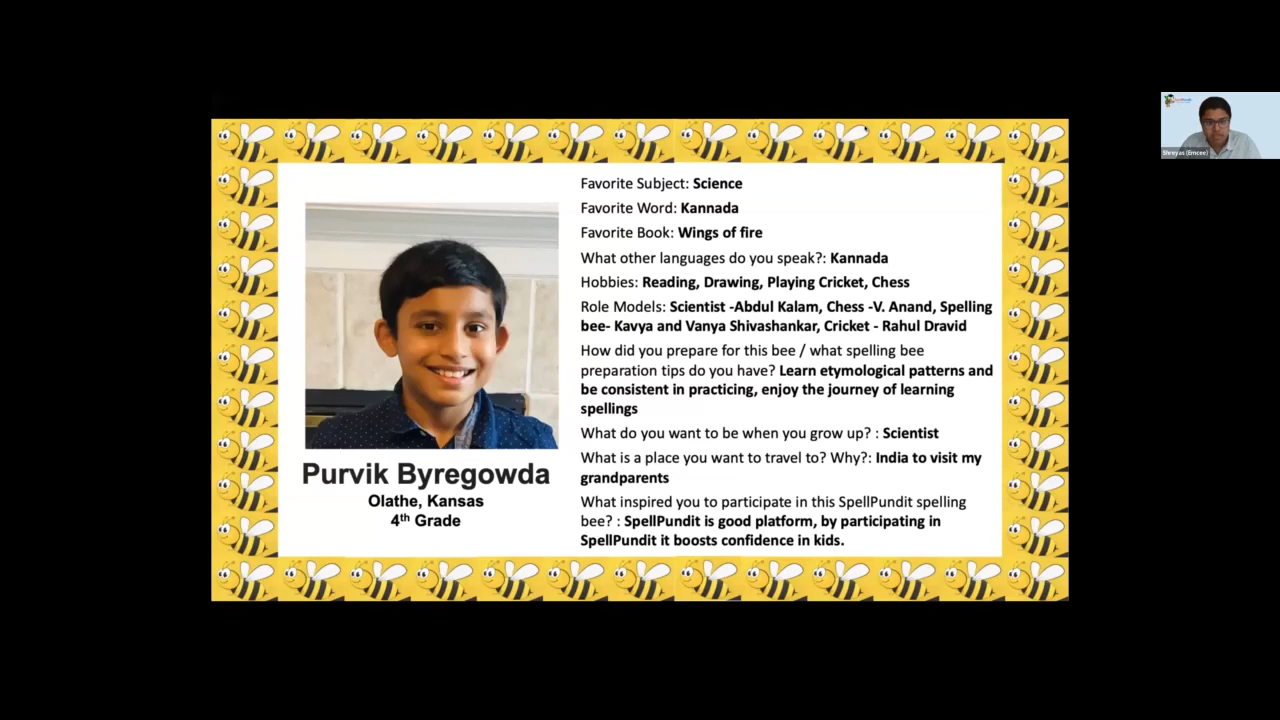 Favorite Subject: Science
Favorite Word: Kannada
Favorite Book: Wings of fire
What other languages do you speak?: Kannada
Hobbies: Reading, Drawing, Playing Cricket, Chess
Role Models: Scientist -Abdul Kalam, Chess -V. Anand, Spelling
bee- Kavya and Vanya Shivashankar, Cricket - Rahul Dravid
How did you prepare for this bee / what spelling bee
preparation tips do you have? Learn etymological patterns and
be consistent in practicing, enjoy the journey of learning
spellings
What do you want to be when you grow up? : Scientist
What is a place you want to travel to? Why?: India to visit my
grandparents
What inspired you to participate in this SpellPundit spelling
bee? : SpellPundit is good platform, by participating in
SpellPundit it boosts confidence in kids.
Purvik Byregowda
Olathe, Kansas
4th Grade
Shreyas (Emcee)